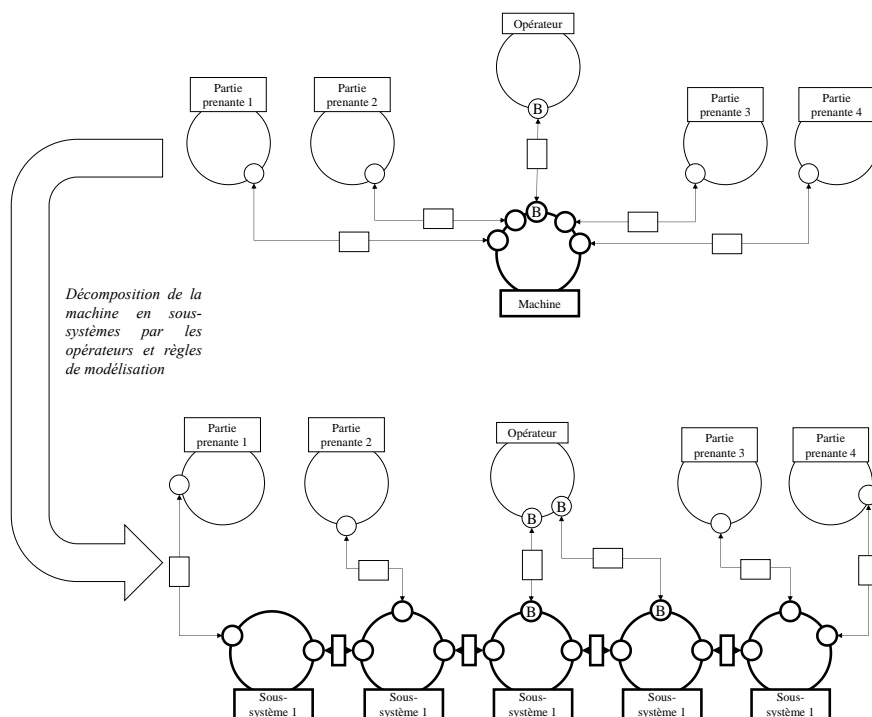 Opérateur
Partie
prenante 1
Partie
prenante 2
Partie
prenante 3
Partie
prenante 4
B
B
Machine
Décomposition de la
machine en sous-
systèmes par les
opérateurs et règles
de modélisation
Partie
prenante 1
Partie
prenante 2
Opérateur
Partie
prenante 3
Partie
prenante 4
B
B
B
B
Sous-
système 1
Sous-
système 1
Sous-
système 1
Sous-
système 1
Sous-
système 1